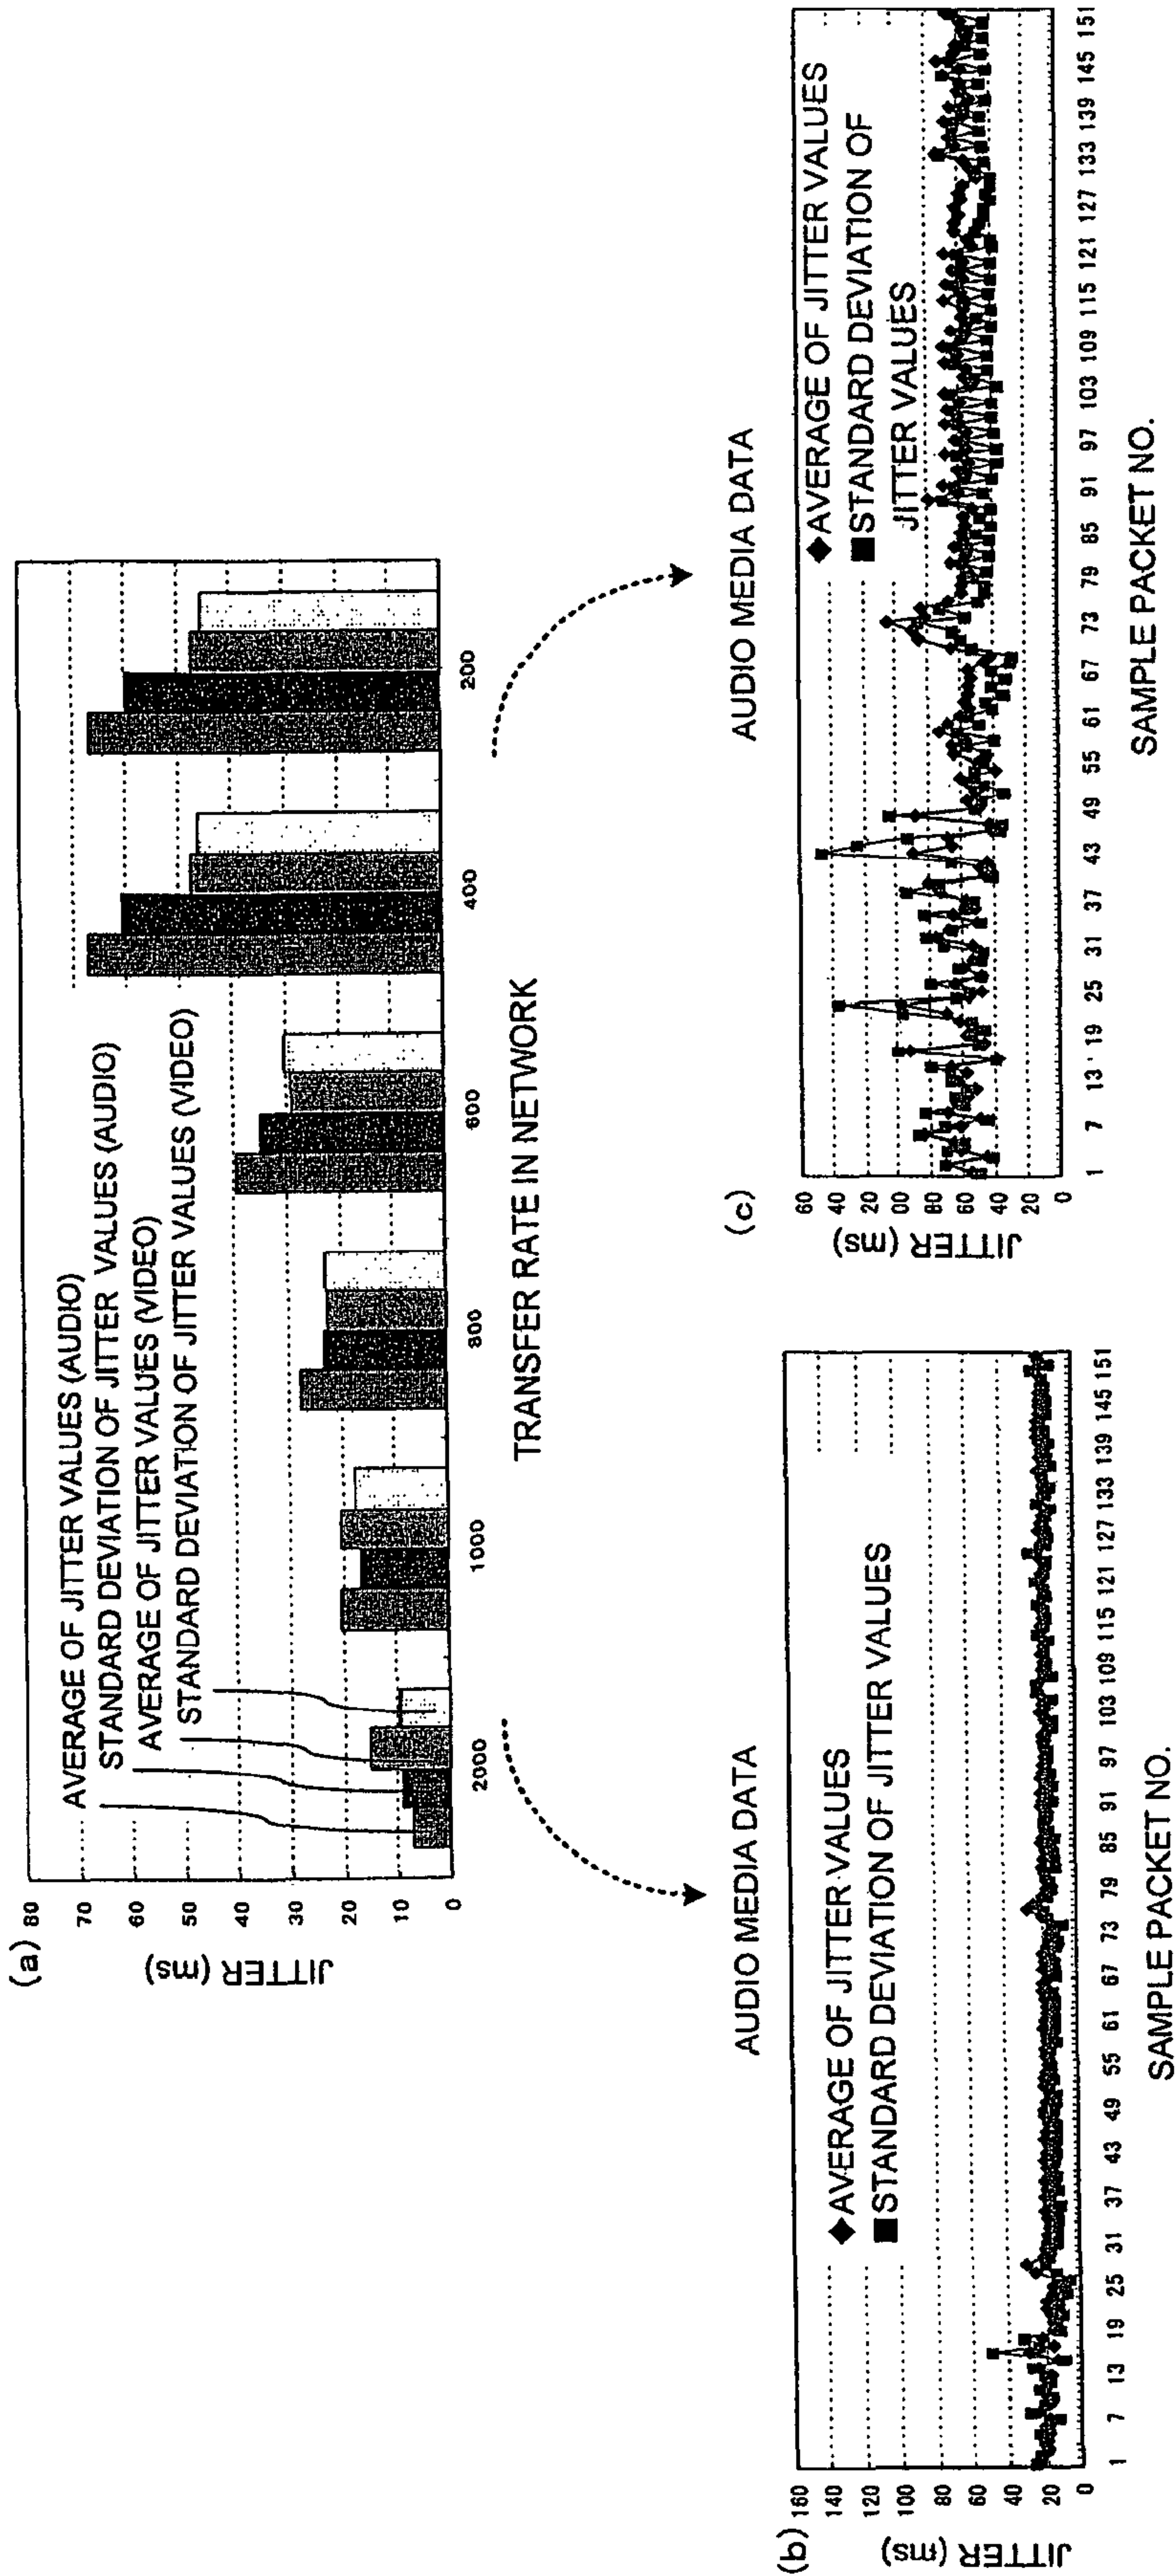 (a)
JITTER (ms)
80
70
60
50
40
30
20
10
0
AVERAGE OF JITTER VALUES (AUDIO)
STANDARD DEVIATION OF JITTER VALUES (AUDIO)
AVERAGE OF JITTER VALUES (VIDEO)
STANDARD DEVIATION OF JITTER VALUES (VIDEO)
2000 1000 800 600 400 200
TRANSFER RATE IN NETWORK
AUDIO MEDIA DATA
(b)
JITTER (ms)
160
140
120
100
80
60
40
20
0
◆AVERAGE OF JITTER VALUES
■STANDARD DEVIATION OF JITTER VALUES
1 7 13 19 25 31 37 43 49 55 61 67 73 79 85 91 97 103 109 115 121 127 133 139 145 151
SAMPLE PACKET NO.
AUDIO MEDIA DATA
(c)
JITTER (ms)
60
40
20
00
80
60
40
20
0
◆AVERAGE OF JITTER VALUES
■STANDARD DEVIATION OF
JITTER VALUES
1 7 13 19 25 31 37 43 49 55 61 67 73 79 85 91 97 103 109 115 121 127 133 139 145 151
SAMPLE PACKET NO.